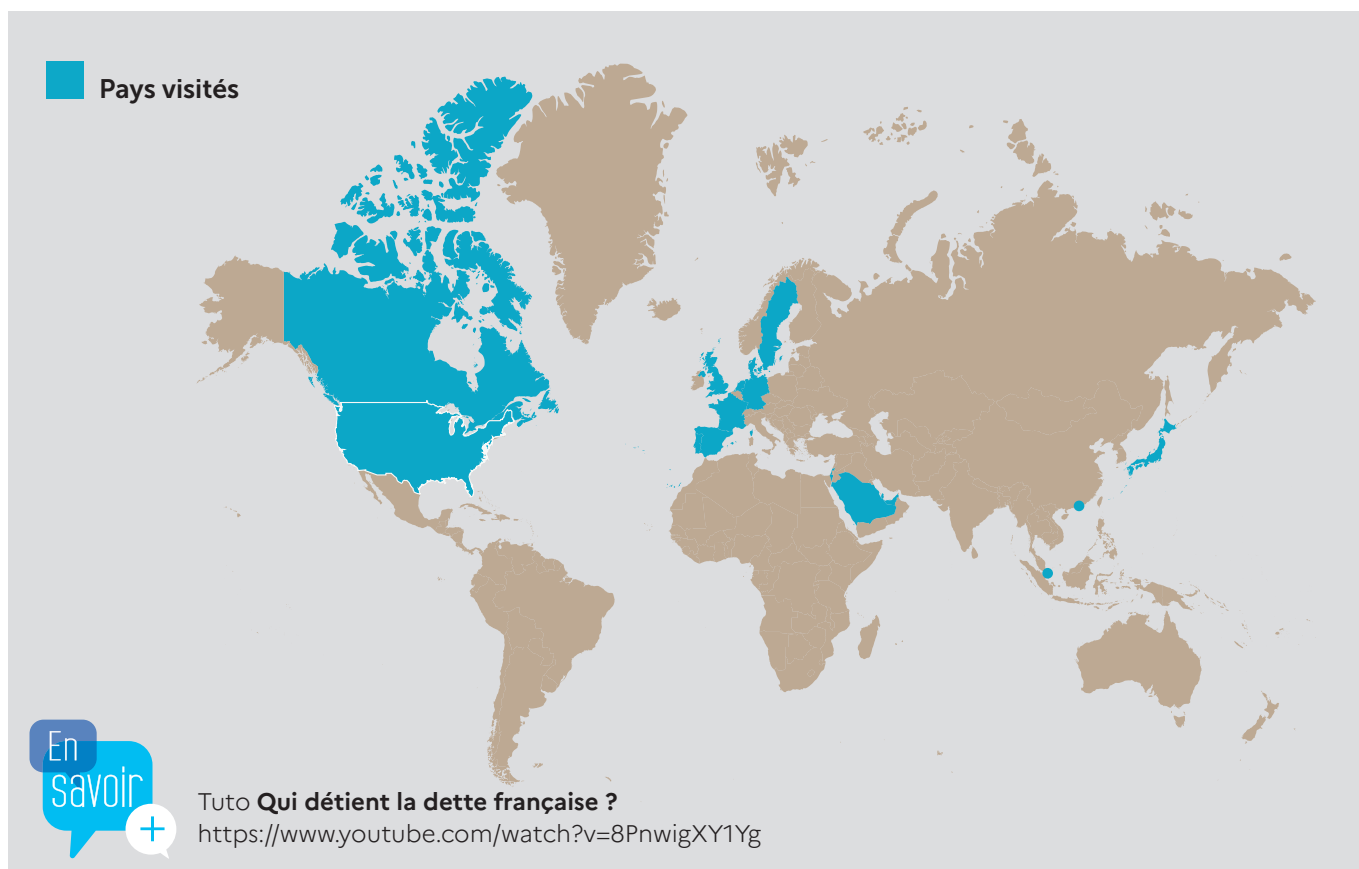 Pays visités
En
savoir
+
Tuto Qui détient la dette française ?
https://www.youtube.com/watch?v=8PnwigXY1Yg